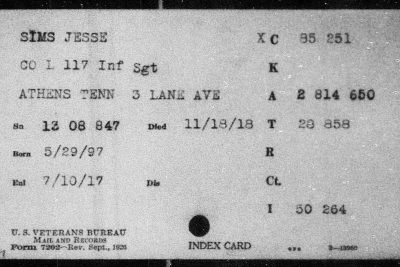 SIMS JESSE X C 85 251
CO L 117 Inf Sgt K
ATHENS TENN 3 LANE AVE A 2 814 650
Sn 13 08 847 Died 11/18/18 T 28 858
Born 5/29/97 R
Enl 7/10/17 Dis Ct.
I 50 264
U. S. VETERANS BUREAU
MAIL AND RECORDS
Form 7202—Rev. Sept., 1926 INDEX CARD